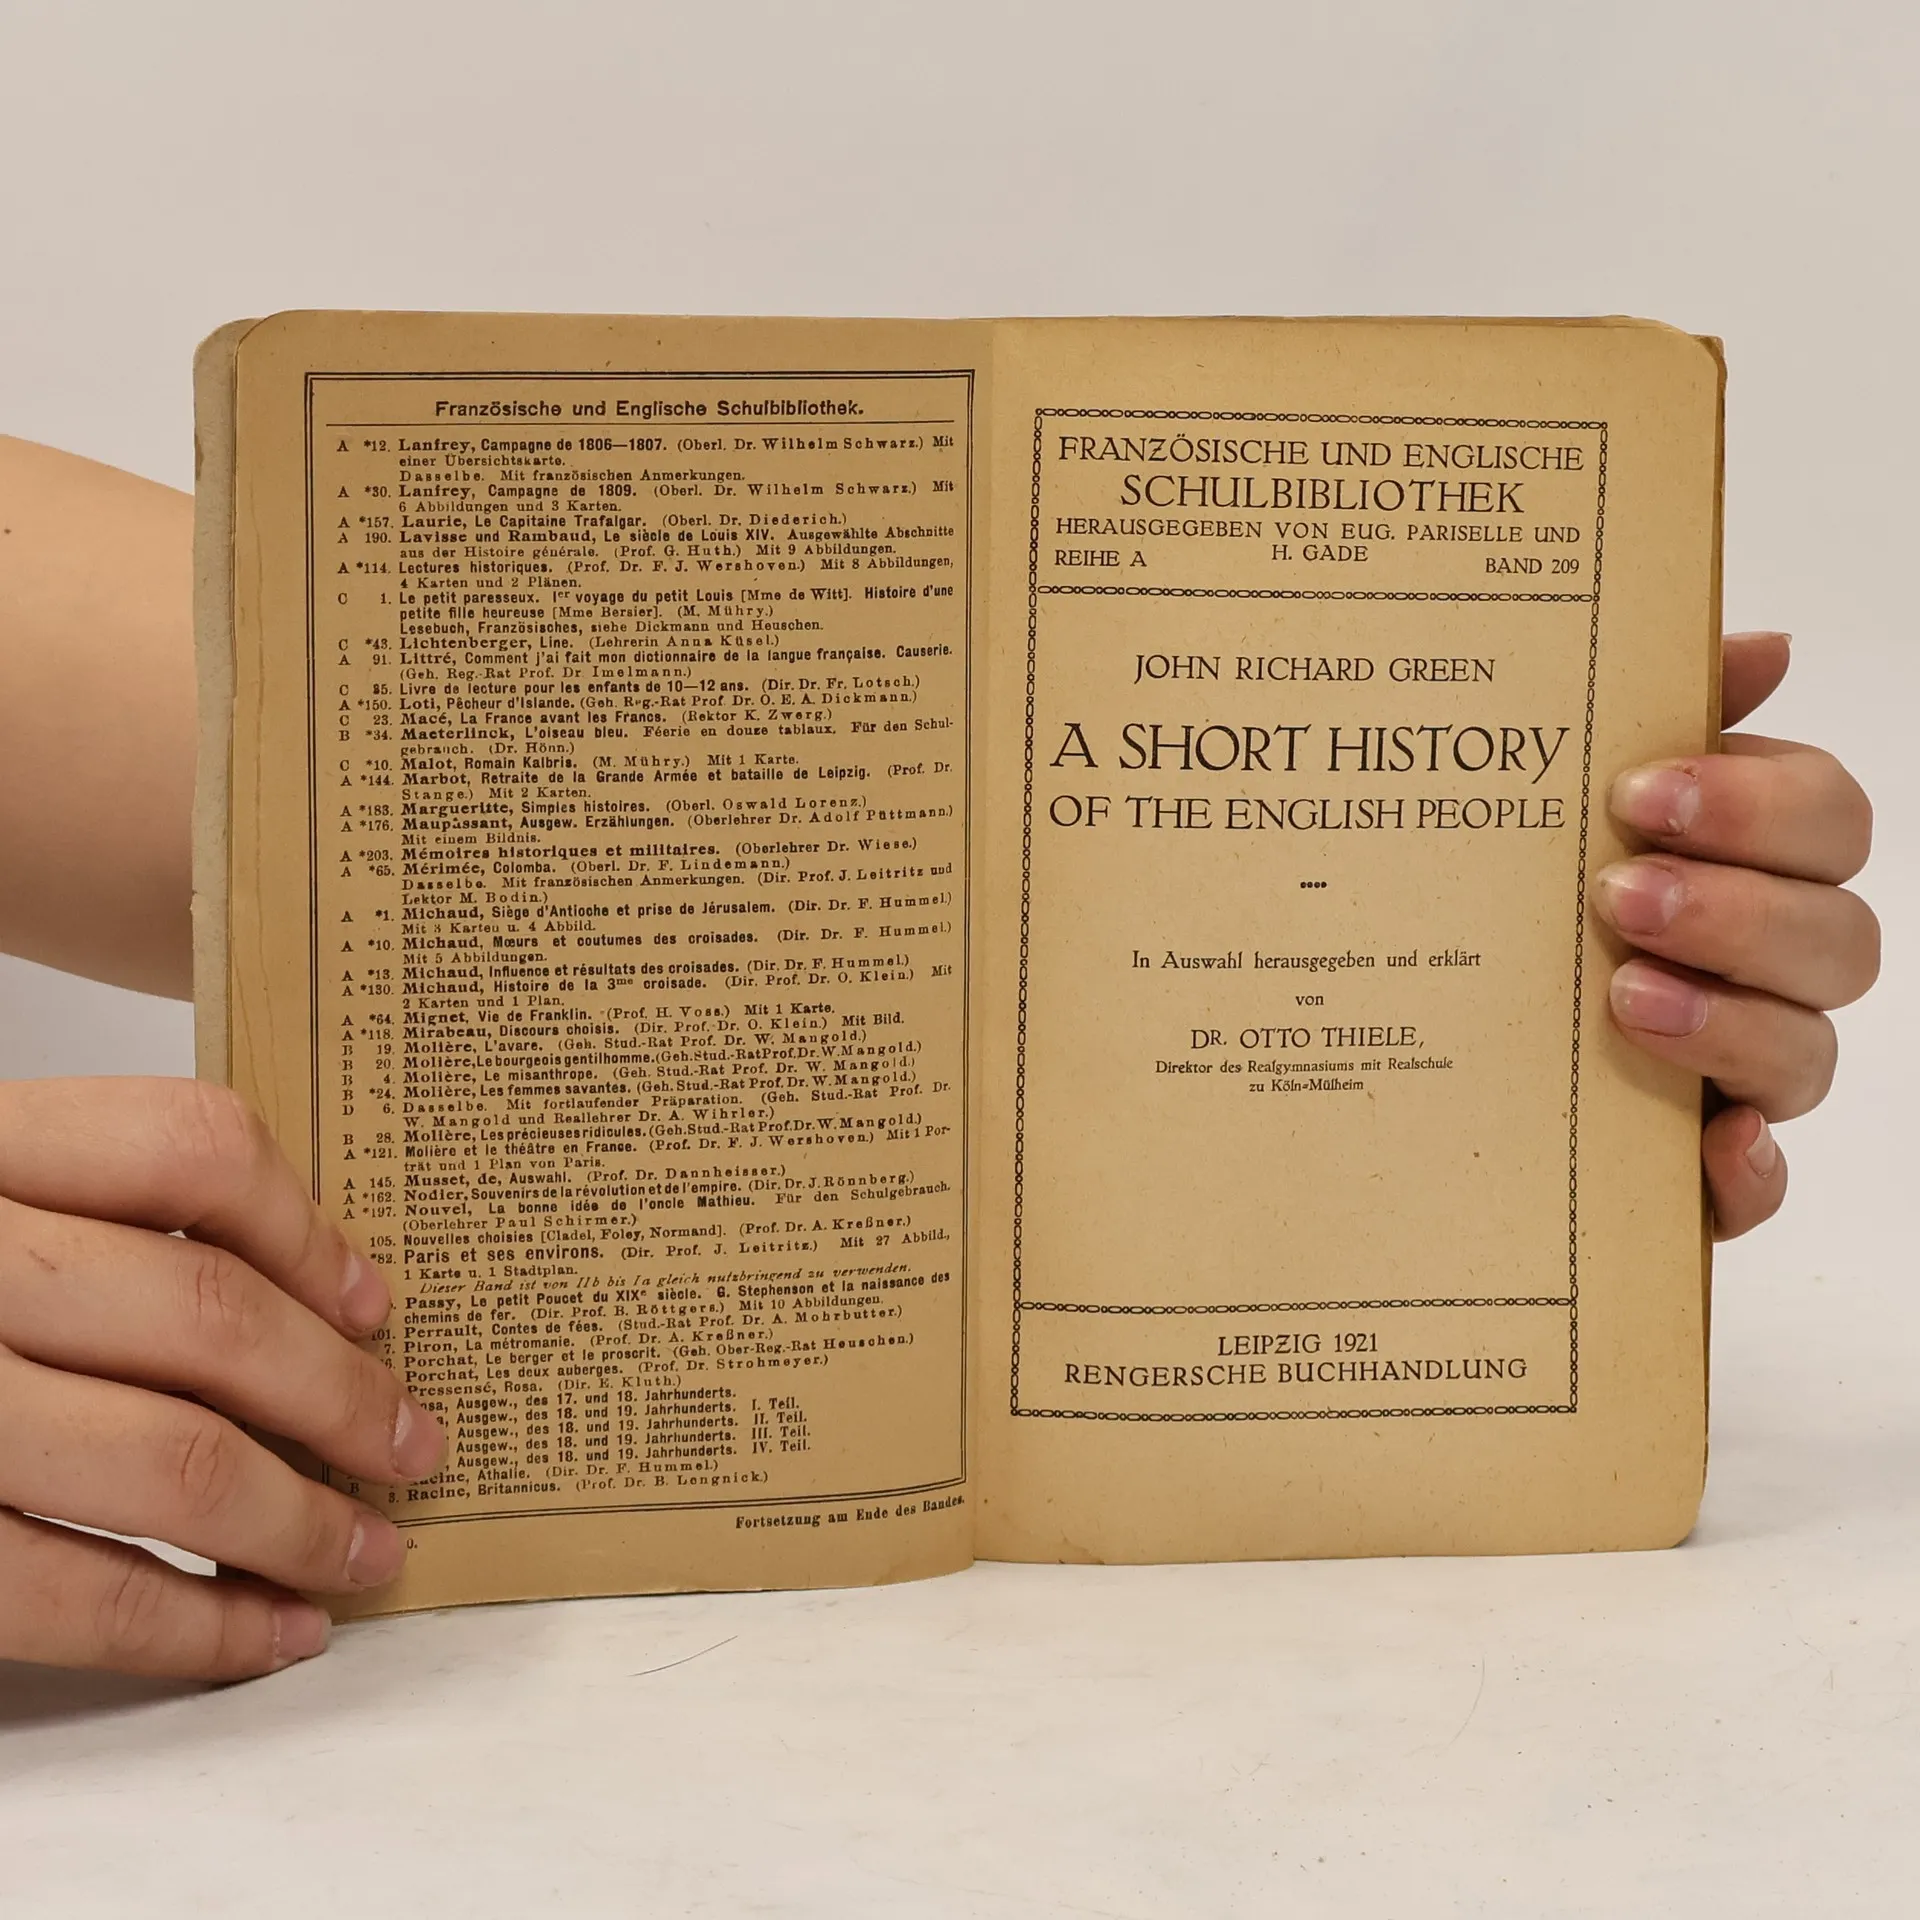 Französische und Englische Schulbibliothek.
A *12. Lanfrey, Campagne de 1806—1807. (Oberl. Dr. Wilhelm Schwarz.) Mit
einer Übersichtskarte.
Dasselbe. Mit französischen Anmerkungen.
A *30. Lanfrey, Campagne de 1809. (Oberl. Dr. Wilhelm Schwarz.) Mit
6 Abbildungen und 3 Karten.
A *157. Laurie, Le Capitaine Trafalgar. (Oberl. Dr. Diederich.)
A 190. Lavisse und Rambaud, Le siècle de Louis XIV. Ausgewählte Abschnitte
aus der Histoire générale. (Prof. G. Huth.) Mit 9 Abbildungen.
A *114. Lectures historiques. (Prof. Dr. F. J. Wershoven.) Mit 8 Abbildungen,
4 Karten und 2 Plänen.
C 1. Le petit paresseux. Ier voyage du petit Louis [Mme de Witt]. Histoire d'une
petite fille heureuse [Mme Bersier]. (M. Mühry.)
Lesebuch, Französisches, siehe Dickmann und Heuschen.
C *43. Lichtenberger, Line. (Lehrerin Anna Küsel.)
A 91. Littré, Comment j'ai fait mon dictionnaire de la langue française. Causerie.
(Geh. Reg.-Rat Prof. Dr. Imelmann.)
C 35. Livre de lecture pour les enfants de 10—12 ans. (Dir. Dr. Fr. Lotsch.)
A *150. Loti, Pêcheur d'Islande. (Geh. Reg.-Rat Prof. Dr. O. E. A. Dickmann.)
C 23. Macé, La France avant les Francs. (Rektor K. Zwerg.)
B *34. Maeterlinck, L'oiseau bleu. Féerie en douze tableaux. Für den Schul-
gebrauch. (Dr. Hönn.)
C *10. Malot, Romain Kalbris. (M. Mühry.) Mit 1 Karte.
A *144. Marbot, Retraite de la Grande Armée et bataille de Leipzig. (Prof. Dr.
Stange.) Mit 2 Karten.
A *183. Margueritte, Simples histoires. (Oberl. Oswald Lorenz.)
A *176. Maupassant, Ausgew. Erzählungen. (Oberlehrer Dr. Adolf Püttmann.)
Mit einem Bildnis.
A *203. Mémoires historiques et militaires. (Oberlehrer Dr. Wiese.)
A *65. Mérimée, Colomba. (Oberl. Dr. F. Lindemann.)
Dasselbe. Mit französischen Anmerkungen. (Dir. Prof. J. Leitritz und
Lektor M. Bodin.)
A *1. Michaud, Siège d'Antioche et prise de Jérusalem. (Dir. Dr. F. Hummel.)
Mit 3 Karten u. 4 Abbild.
A *10. Michaud, Mœurs et coutumes des croisades. (Dir. Dr. F. Hummel.)
Mit 5 Abbildungen.
A *13. Michaud, Influence et résultats des croisades. (Dir. Dr. F. Hummel.)
A *130. Michaud, Histoire de la 3me croisade. (Dir. Prof. Dr. O. Klein.) Mit
2 Karten und 1 Plan.
A *64. Mignet, Vie de Franklin. (Prof. H. Voss.) Mit 1 Karte.
A *118. Mirabeau, Discours choisis. (Dir. Prof. Dr. O. Klein.) Mit Bild.
B 19. Molière, L'avare. (Geh. Stud.-Rat Prof. Dr. W. Mangold.)
B 20. Molière, Le bourgeois gentilhomme. (Geh. Stud.-Rat Prof. Dr. W. Mangold.)
B 4. Molière, Le misanthrope. (Geh. Stud.-Rat Prof. Dr. W. Mangold.)
B *24. Molière, Les femmes savantes. (Geh. Stud.-Rat Prof. Dr. W. Mangold.)
D 6. Dasselbe. Mit fortlaufender Präparation. (Geh. Stud.-Rat Prof. Dr.
W. Mangold und Reallehrer Dr. A. Wihrler.)
B 28. Molière, Les précieuses ridicules. (Geh. Stud.-Rat Prof. Dr. W. Mangold.)
A *121. Molière et le théâtre en France. (Prof. Dr. F. J. Wershoven.) Mit 1 Por-
trät und 1 Plan von Paris.
A 145. Musset, de, Auswahl. (Prof. Dr. Dannheisser.)
A *162. Nodier, Souvenirs de la révolution et de l'empire. (Dir. Dr. J. Rönnberg.)
A *197. Nouvel, La bonne idée de l'oncle Mathieu. Für den Schulgebrauch.
(Oberlehrer Paul Schirmer.)
105. Nouvelles choisies [Cladel, Foley, Normand]. (Prof. Dr. A. Kreßner.)
*82. Paris et ses environs. (Dir. Prof. J. Leitritz.) Mit 27 Abbild.,
1 Karte u. 1 Stadtplan.
Dieser Band ist von IIb bis Ia gleich nutzbringend zu verwenden.
Passy, Le petit Poucet du XIXe siècle. G. Stephenson et la naissance des
chemins de fer. (Dir. Prof. B. Röttgers.) Mit 10 Abbildungen.
101. Perrault, Contes de fées. (Stud.-Rat Prof. Dr. A. Mohrbutter.)
7. Piron, La métromanie. (Prof. Dr. A. Kreßner.)
6. Porchat, Le berger et le proscrit. (Geh. Ober-Reg.-Rat Heuschen.)
Porchat, Les deux auberges. (Prof. Dr. Strohmeyer.)
Pressensé, Rosa. (Dir. E. Kluth.)
Ausgew., des 17. und 18. Jahrhunderts.
Ausgew., des 18. und 19. Jahrhunderts. I. Teil.
Ausgew., des 18. und 19. Jahrhunderts. II. Teil.
Ausgew., des 18. und 19. Jahrhunderts. III. Teil.
Ausgew., des 18. und 19. Jahrhunderts. IV. Teil.
Racine, Athalie. (Dir. Dr. F. Hummel.)
B 3. Racine, Britannicus. (Prof. Dr. B. Lengnick.)
Fortsetzung am Ende des Bandes.
FRANZÖSISCHE UND ENGLISCHE
SCHULBIBLIOTHEK
HERAUSGEGEBEN VON EUG. PARISELLE UND
H. GADE
REIHE A BAND 209
JOHN RICHARD GREEN
A SHORT HISTORY
OF THE ENGLISH PEOPLE
In Auswahl herausgegeben und erklärt
von
DR. OTTO THIELE,
Direktor des Realgymnasiums mit Realschule
zu Köln=Mülheim
LEIPZIG 1921
RENGERSCHE BUCHHANDLUNG